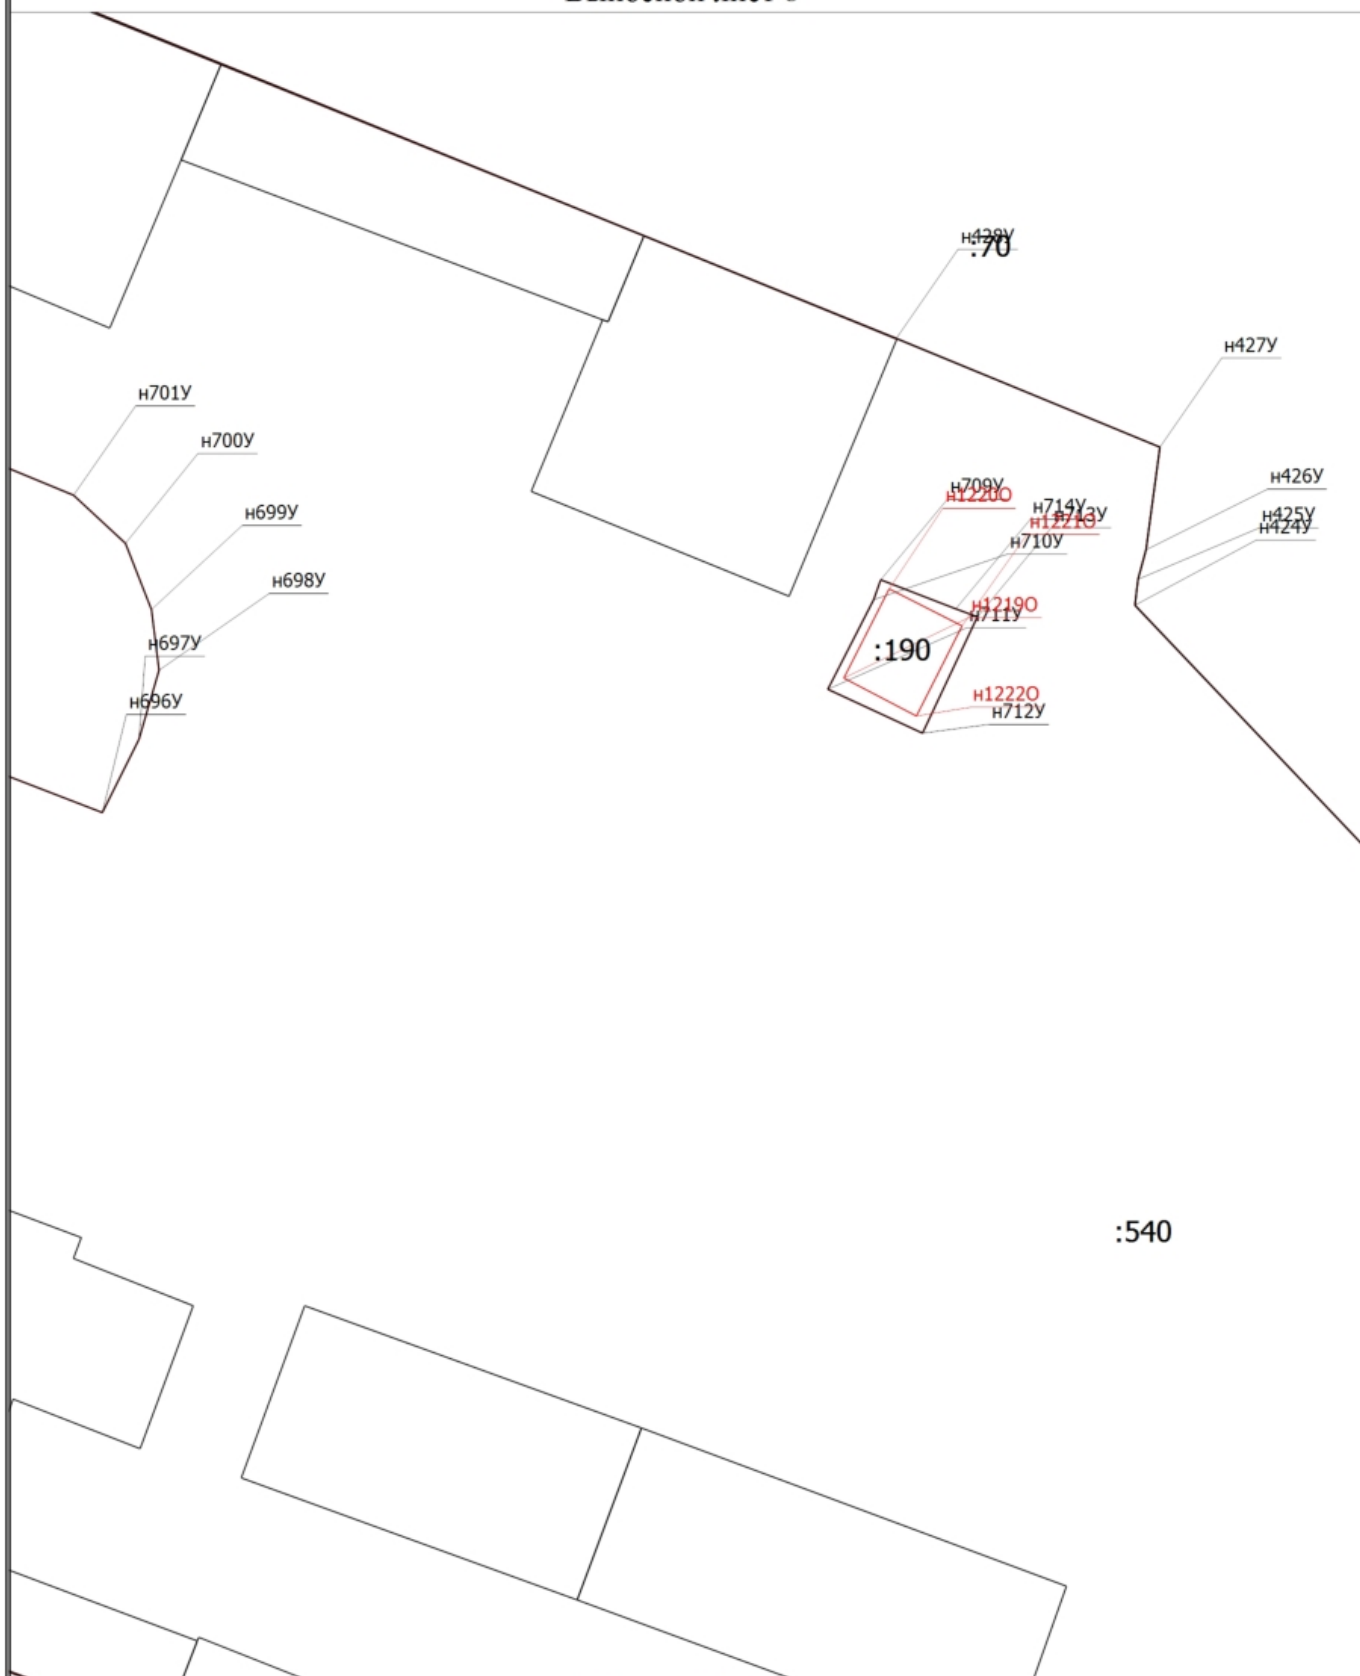 н428У
:70
н427У
н701У
н700У
н426У
н709У
н1220О
н714У
н713У
н1221О
н699У
н425У
н424У
н710У
н698У
н1219О
н711У
н697У
:190
н696У
н1222О
н712У
:540